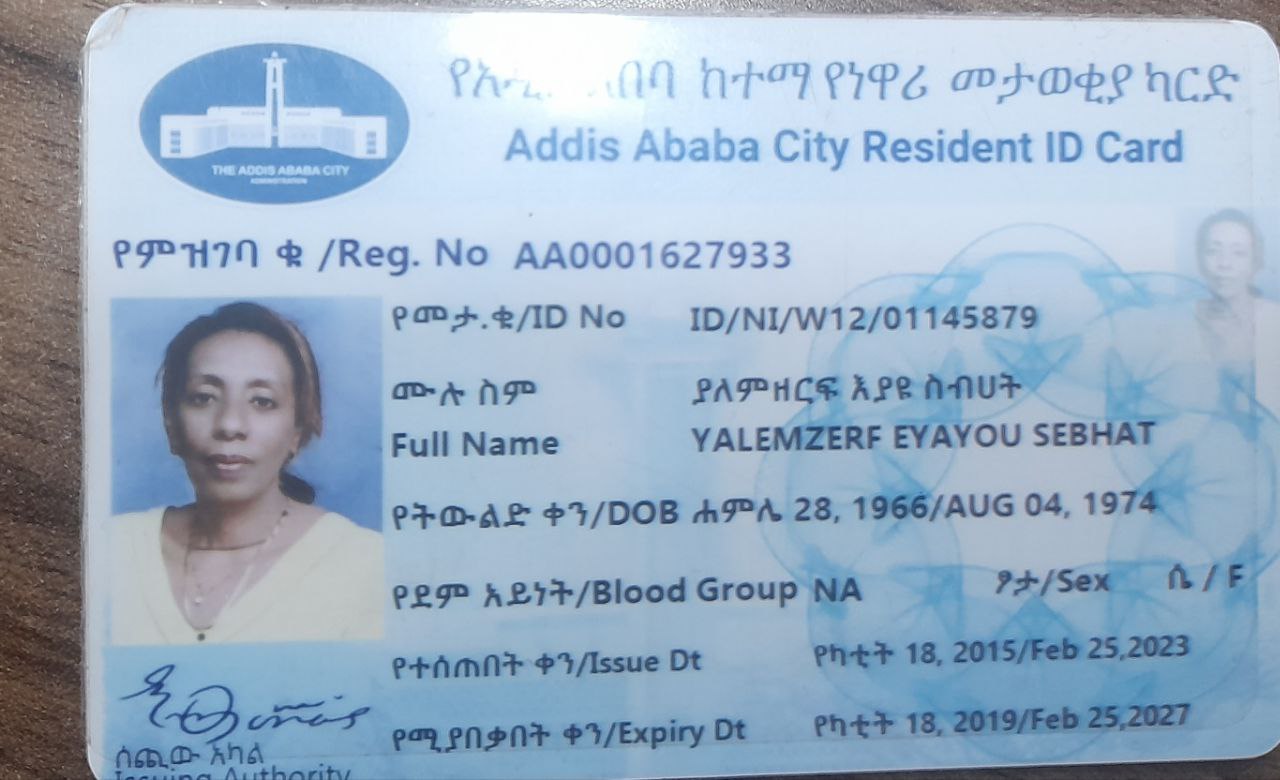 ከተማ የነዋሪ መታወቂያ ካርድ
Addis Ababa City Resident ID Card
THE ADDIS ABABA CITY
ADMINISTRATION
የምዝገባ ቁ /Reg. No AA0001627933
የመታ.ቁ/ID No ID/NI/W12/01145879
ሙሉ ስም ያለምዘርፍ እያዩ ስብሀት
Full Name YALEMZERF EYAYOU SEBHAT
የትውልድ ቀን/DOB ሐምሌ 28, 1966/AUG 04, 1974
የደም አይነት/Blood Group NA ፆታ/Sex ሴ / F
የተሰጠበት ቀን/Issue Dt የካቲት 18, 2015/Feb 25,2023
የሚያበቃበት ቀን/Expiry Dt የካቲት 18, 2019/Feb 25,2027
ሰጪው አካል
Issuing Authority